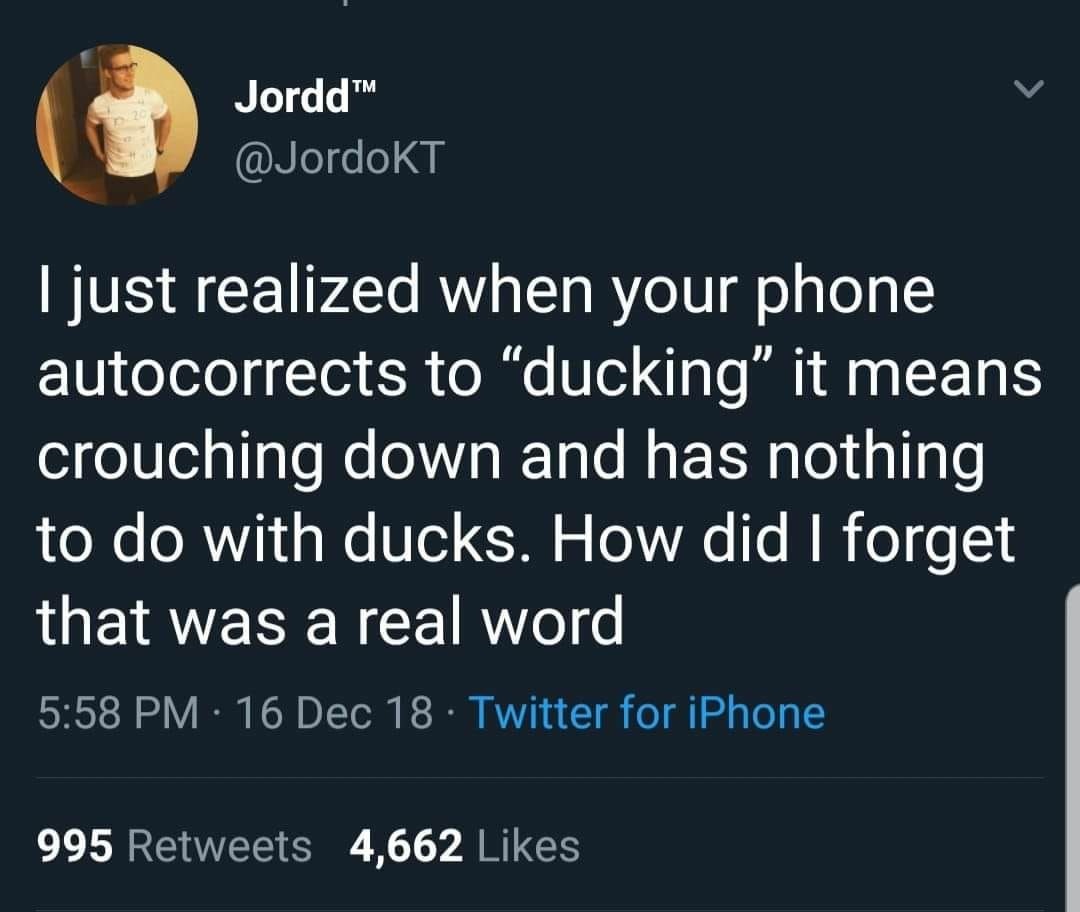 Jordd™
@JordoKT
I just realized when your phone
autocorrects to “ducking” it means
crouching down and has nothing
to do with ducks. How did I forget
that was a real word
5:58 PM · 16 Dec 18 · Twitter for iPhone
995 Retweets 4,662 Likes